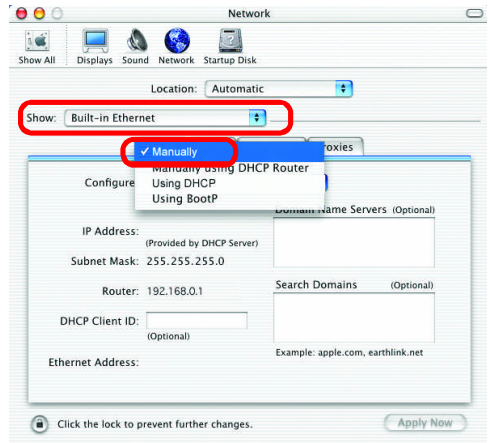 Network
Show All Displays Sound Network Startup Disk
Location: Automatic
Show: Built-in Ethernet
✓ Manually
roxies
Manually using DHCP Router
Configure
Using DHCP
Using BootP
Domain Name Servers (Optional)
IP Address:
(Provided by DHCP Server)
Subnet Mask: 255.255.255.0
Router: 192.168.0.1
Search Domains (Optional)
DHCP Client ID:
(Optional)
Example: apple.com, earthlink.net
Ethernet Address:
Click the lock to prevent further changes.
Apply Now